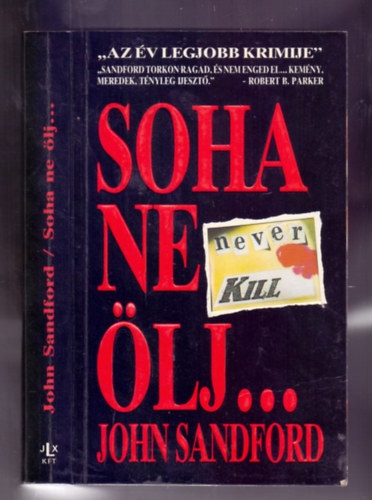 „AZ ÉV LEGJOBB KRIMIJE”
„SANDFORD TORKON RAGAD, ÉS NEM ENGED EL... KEMÉNY,
MEREDEK, TÉNYLEG IJESZTŐ.” - ROBERT B. PARKER
SOHA
NE
never
KILL
ÖLJ...
JOHN SANDFORD
John Sandford / Soha ne ölj...
JLX
KFT